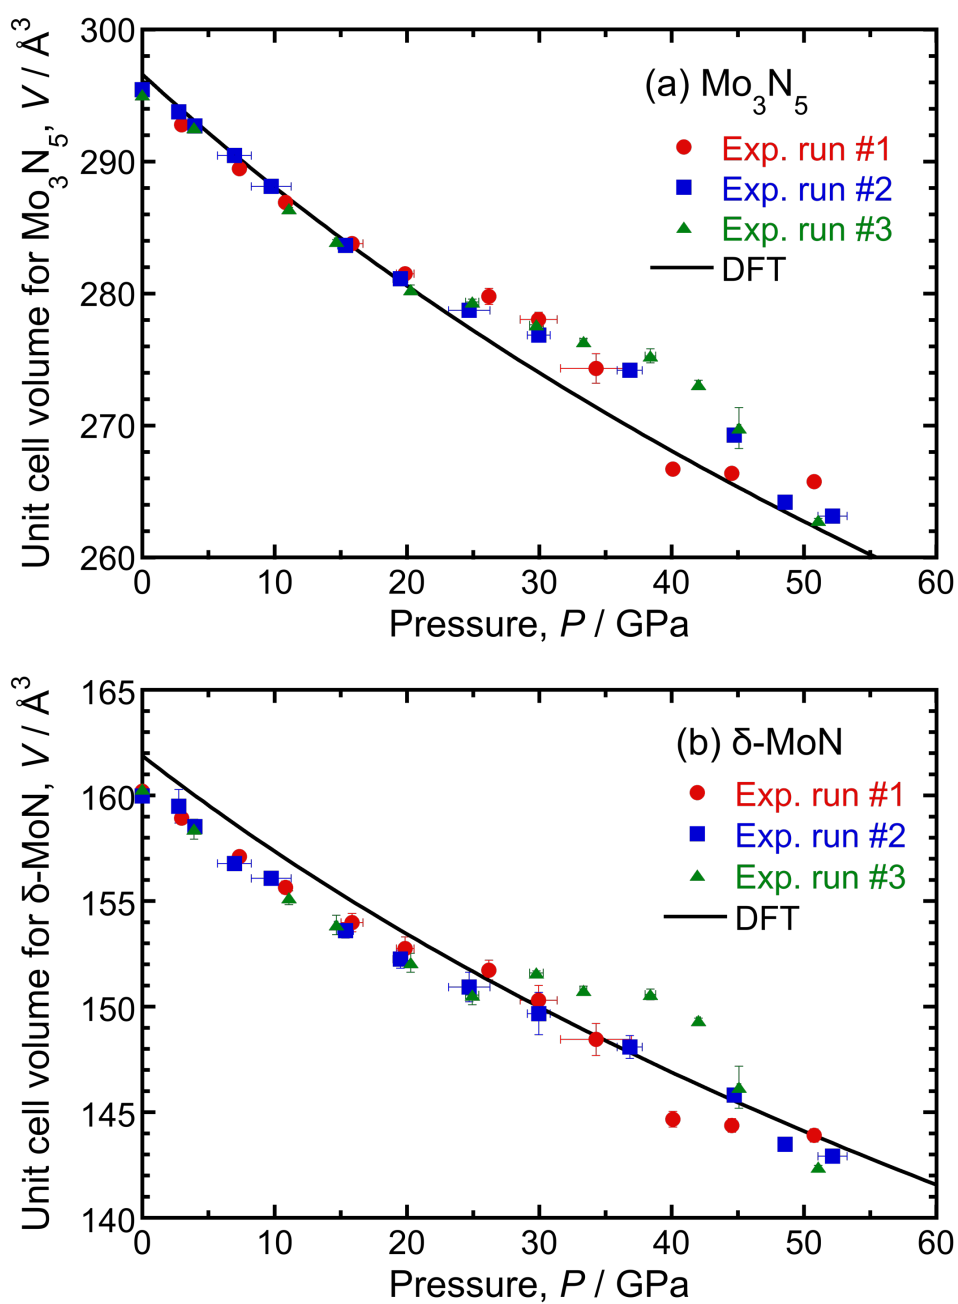 300
290
280
270
260
Unit cell volume for Mo₃N₅, V / Å³
(a) Mo₃N₅
Exp. run #1
Exp. run #2
Exp. run #3
DFT
0 10 20 30 40 50 60
Pressure, P / GPa
165
160
155
150
145
140
Unit cell volume for δ-MoN, V / Å³
(b) δ-MoN
Exp. run #1
Exp. run #2
Exp. run #3
DFT
0 10 20 30 40 50 60
Pressure, P / GPa